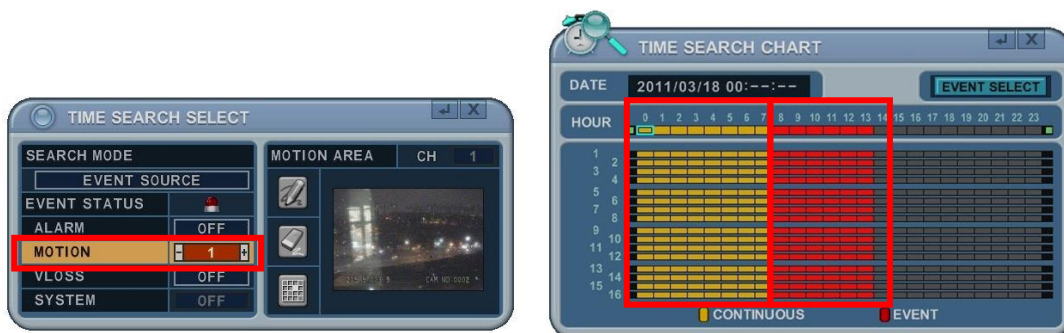 TIME SEARCH SELECT
SEARCH MODE
EVENT SOURCE
EVENT STATUS
ALARM OFF
MOTION - 1 +
VLOSS OFF
SYSTEM OFF
MOTION AREA CH 1
CAM NO 0002
TIME SEARCH CHART
X
DATE 2011/03/18 00:--:-- EVENT SELECT
HOUR 0 1 2 3 4 5 6 7 8 9 10 11 12 13 14 15 16 17 18 19 20 21 22 23
1
2
3
4
5
6
7
8
9
10
11
12
13
14
15
16
CONTINUOUS EVENT